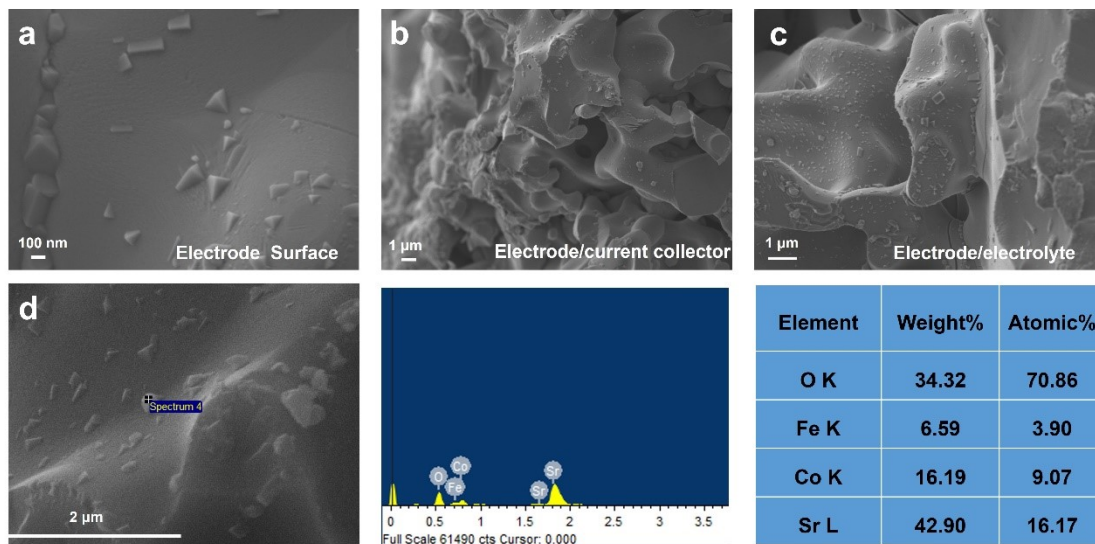 a
100 nm
Electrode Surface
b
1 µm
Electrode/current collector
c
1 µm
Electrode/electrolyte
d
Spectrum 4
2 µm
O
Fe
Co
Sr
Sr
0 0.5 1 1.5 2 2.5 3 3.5
Full Scale 61490 cts Cursor: 0.000
Element Weight% Atomic%
O K 34.32 70.86
Fe K 6.59 3.90
Co K 16.19 9.07
Sr L 42.90 16.17